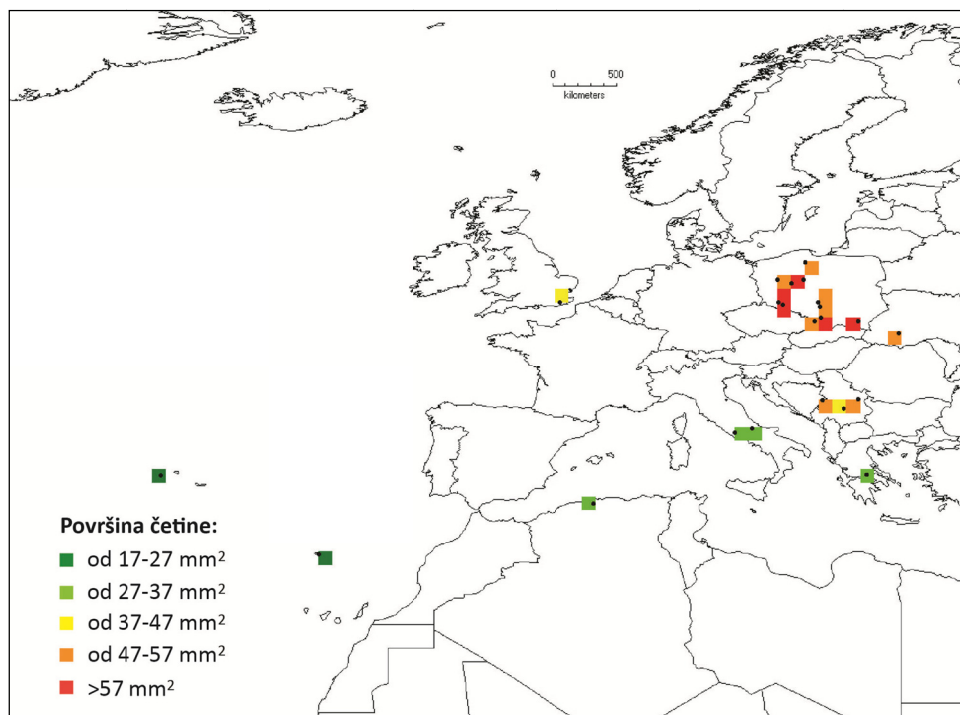 0 500
kilometers
Površina četine:
od 17-27 mm²
od 27-37 mm²
od 37-47 mm²
od 47-57 mm²
>57 mm²